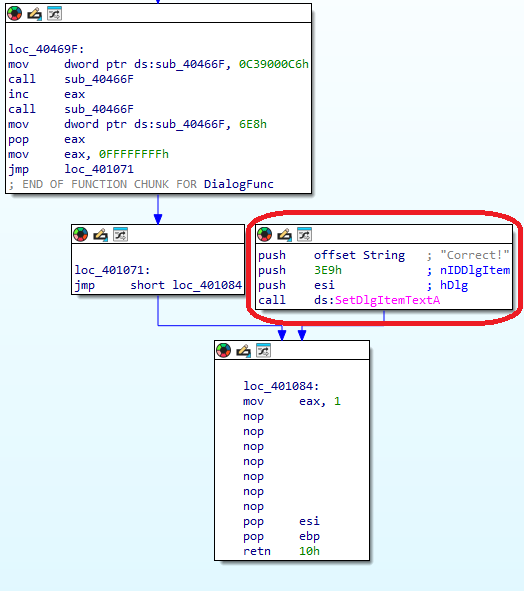 loc_40469F:
mov     dword ptr ds:sub_40466F, 0C39000C6h
call    sub_40466F
inc     eax
call    sub_40466F
mov     dword ptr ds:sub_40466F, 6E8h
pop     eax
mov     eax, 0FFFFFFFFh
jmp     loc_401071
; END OF FUNCTION CHUNK FOR DialogFunc
loc_401071:
jmp     short loc_401084
push    offset String   ; "Correct!"
push    3E9h            ; nIDDlgItem
push    esi             ; hDlg
call    ds:SetDlgItemTextA
loc_401084:
mov     eax, 1
nop
nop
nop
nop
nop
nop
nop
pop     esi
pop     ebp
retn    10h